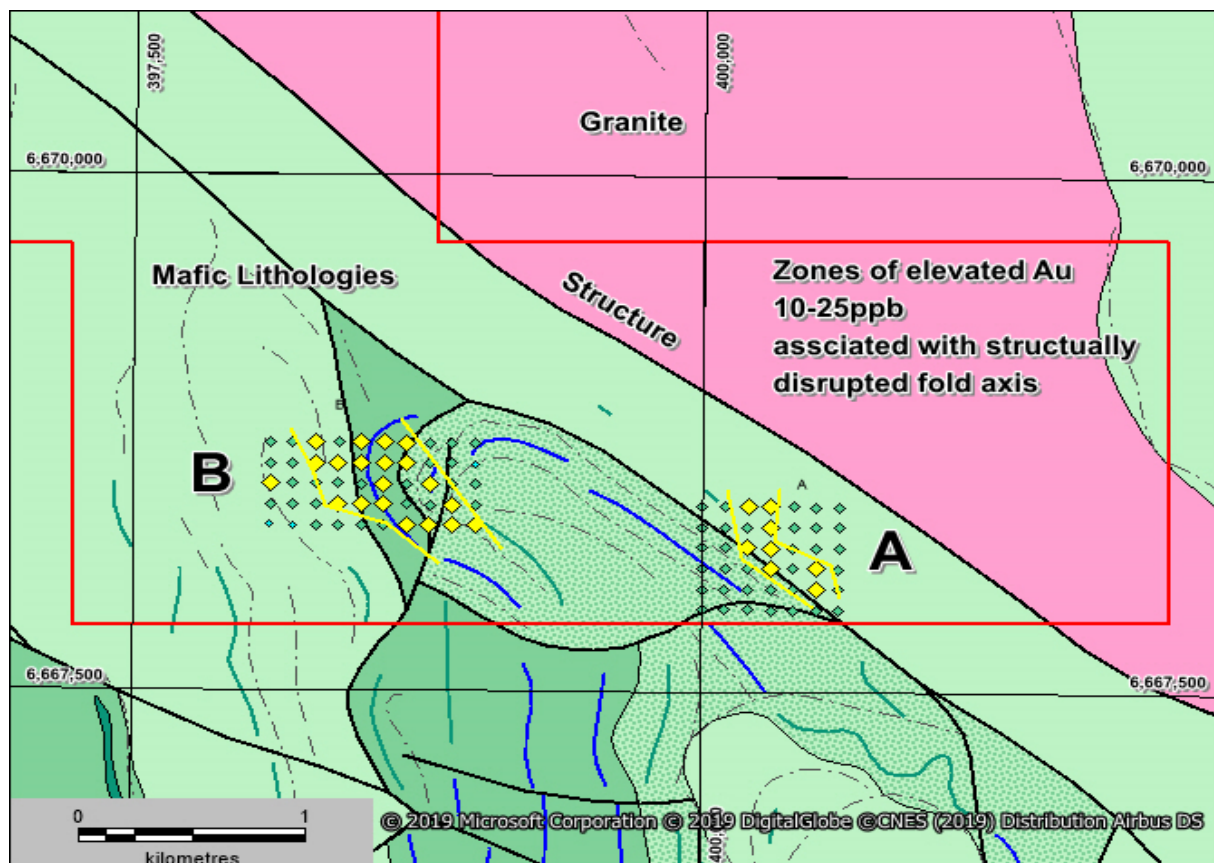 397,500
400,000
Granite
6,670,000
6,670,000
Mafic Lithologies
Structure
Zones of elevated Au
10-25ppb
assciated with structually
disrupted fold axis
B
B
A
A
6,667,500
6,667,500
0 1
kilometres
© 2019 Microsoft Corporation © 2019 DigitalGlobe ©CNES (2019) Distribution Airbus DS
400,000